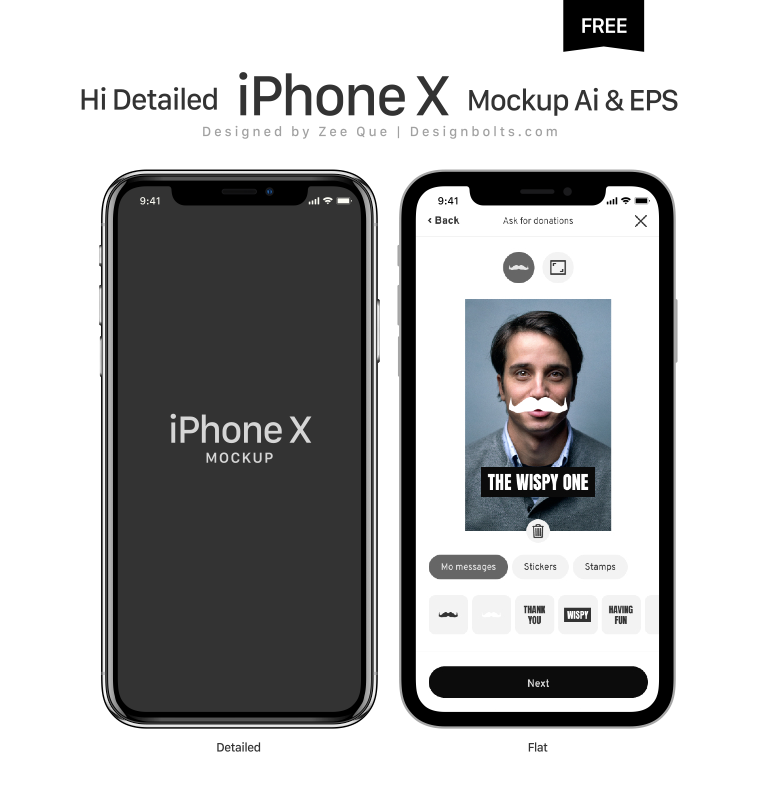 FREE
Hi Detailed iPhone X Mockup Ai & EPS
Designed by Zee Que | Designbolts.com
9:41
iPhone X
MOCKUP
Detailed
9:41
‹ Back Ask for donations
THE WISPY ONE
Mo messages Stickers Stamps
THANK YOU
WISPY
HAVING FUN
Next
Flat